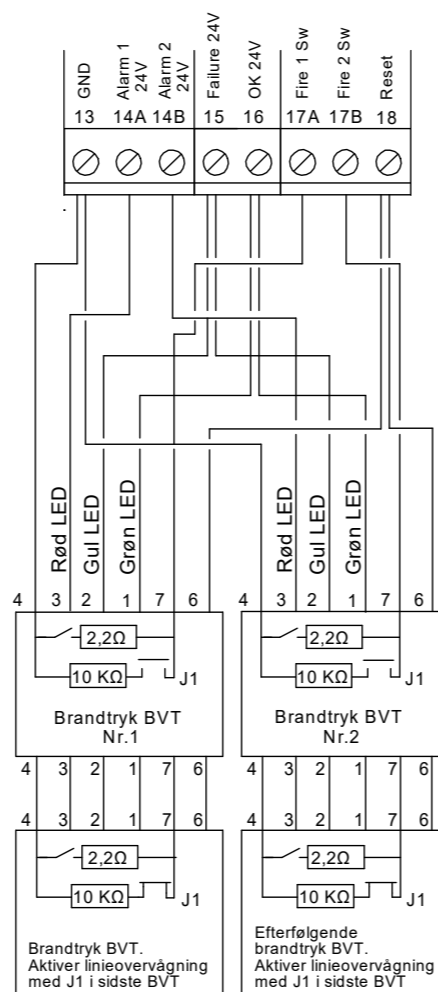 GND
Alarm 1
24V
Alarm 2
24V
Failure 24V
OK 24V
Fire 1 Sw
Fire 2 Sw
Reset
13 14A 14B 15 16 17A 17B 18
Rød LED
Gul LED
Grøn LED
Rød LED
Gul LED
Grøn LED
4 3 2 1 7 6
4 3 2 1 7 6
2,2Ω
10 KΩ
J1
Brandtryk BVT
Nr.1
2,2Ω
10 KΩ
J1
Brandtryk BVT
Nr.2
4 3 2 1 7 6
4 3 2 1 7 6
4 3 2 1 7 6
4 3 2 1 7 6
2,2Ω
10 KΩ
J1
Brandtryk BVT.
Aktiver linieovervågning
med J1 i sidste BVT
2,2Ω
10 KΩ
J1
Efterfølgende
brandtryk BVT.
Aktiver linieovervågning
med J1 i sidste BVT